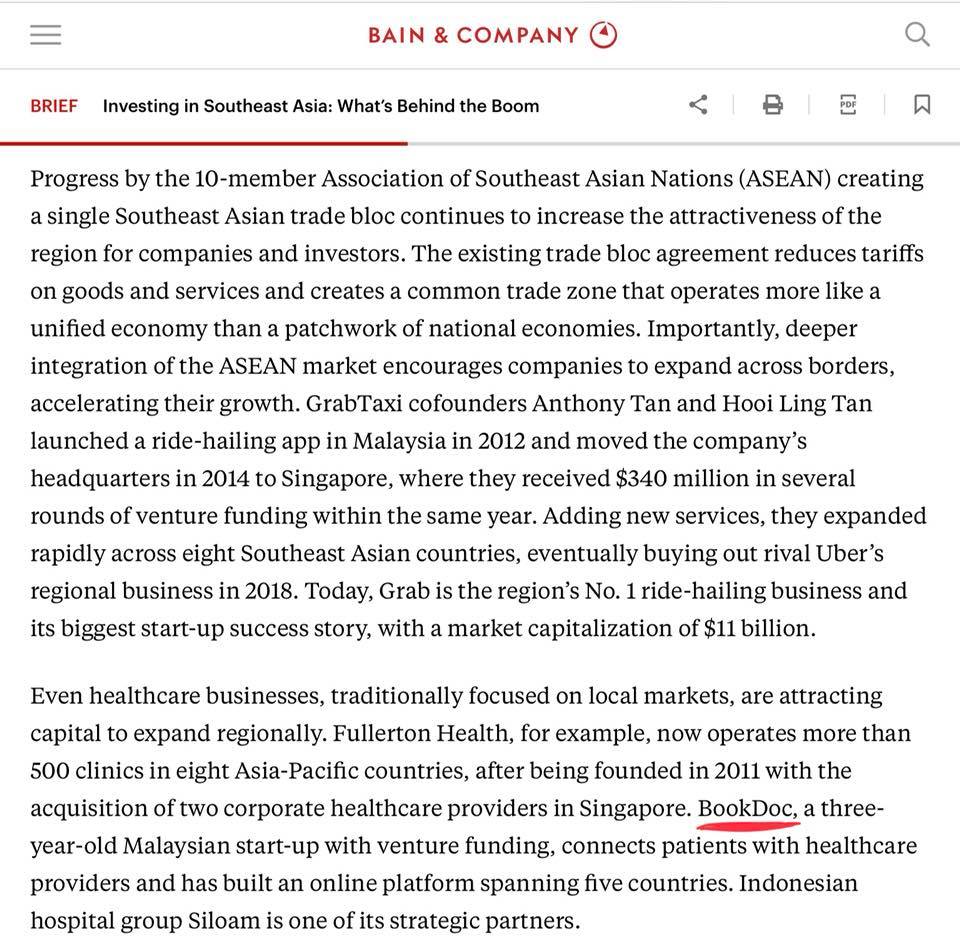 BAIN & COMPANY
BRIEF Investing in Southeast Asia: What's Behind the Boom
PDF
Progress by the 10-member Association of Southeast Asian Nations (ASEAN) creating
a single Southeast Asian trade bloc continues to increase the attractiveness of the
region for companies and investors. The existing trade bloc agreement reduces tariffs
on goods and services and creates a common trade zone that operates more like a
unified economy than a patchwork of national economies. Importantly, deeper
integration of the ASEAN market encourages companies to expand across borders,
accelerating their growth. GrabTaxi cofounders Anthony Tan and Hooi Ling Tan
launched a ride-hailing app in Malaysia in 2012 and moved the company's
headquarters in 2014 to Singapore, where they received $340 million in several
rounds of venture funding within the same year. Adding new services, they expanded
rapidly across eight Southeast Asian countries, eventually buying out rival Uber's
regional business in 2018. Today, Grab is the region's No. 1 ride-hailing business and
its biggest start-up success story, with a market capitalization of $11 billion.
Even healthcare businesses, traditionally focused on local markets, are attracting
capital to expand regionally. Fullerton Health, for example, now operates more than
500 clinics in eight Asia-Pacific countries, after being founded in 2011 with the
acquisition of two corporate healthcare providers in Singapore. BookDoc, a three-
year-old Malaysian start-up with venture funding, connects patients with healthcare
providers and has built an online platform spanning five countries. Indonesian
hospital group Siloam is one of its strategic partners.